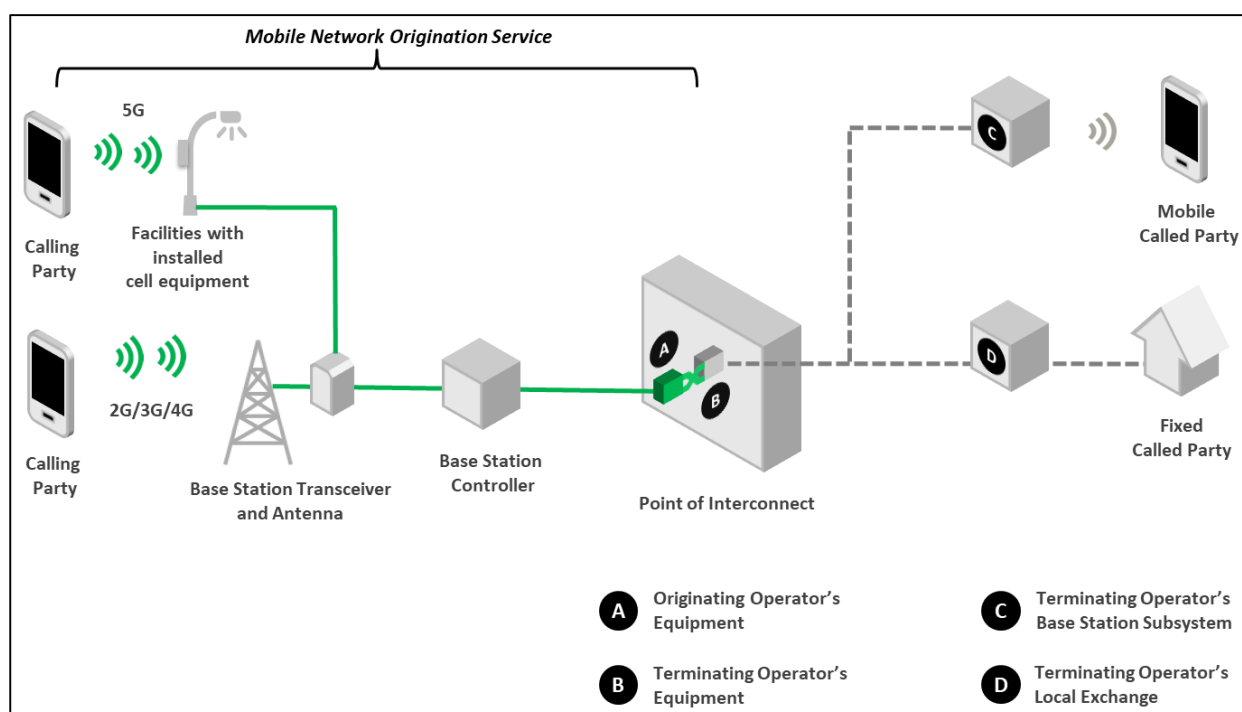 Mobile Network Origination Service
5G
Calling
Party
Facilities with
installed
cell equipment
C
Mobile
Called Party
2G/3G/4G
Calling
Party
Base Station Transceiver
and Antenna
Base Station
Controller
A
B
Point of Interconnect
D
Fixed
Called Party
A
Originating Operator’s
Equipment
B
Terminating Operator’s
Equipment
C
Terminating Operator’s
Base Station Subsystem
D
Terminating Operator’s
Local Exchange